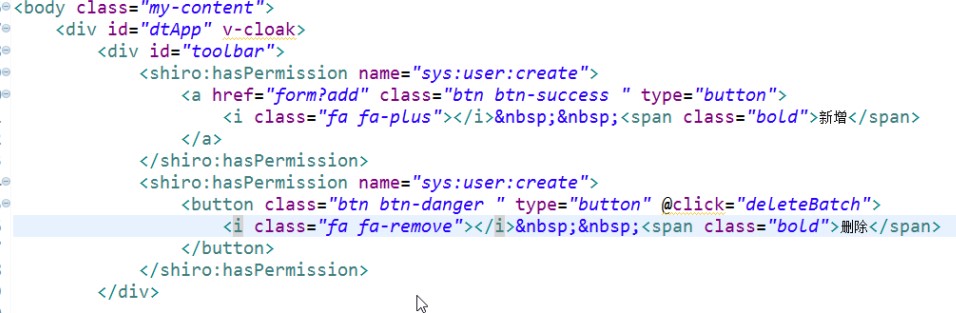 <body class="my-content">
<div id="dtApp" v-cloak>
<div id="toolbar">
<shiro:hasPermission name="sys:user:create">
<a href="form?add" class="btn btn-success " type="button">
<i class="fa fa-plus"></i>&nbsp;&nbsp;<span class="bold">新增</span>
</a>
</shiro:hasPermission>
<shiro:hasPermission name="sys:user:create">
<button class="btn btn-danger " type="button" @click="deleteBatch">
<i class="fa fa-remove"></i>&nbsp;&nbsp;<span class="bold">删除</span>
</button>
</shiro:hasPermission>
</div>